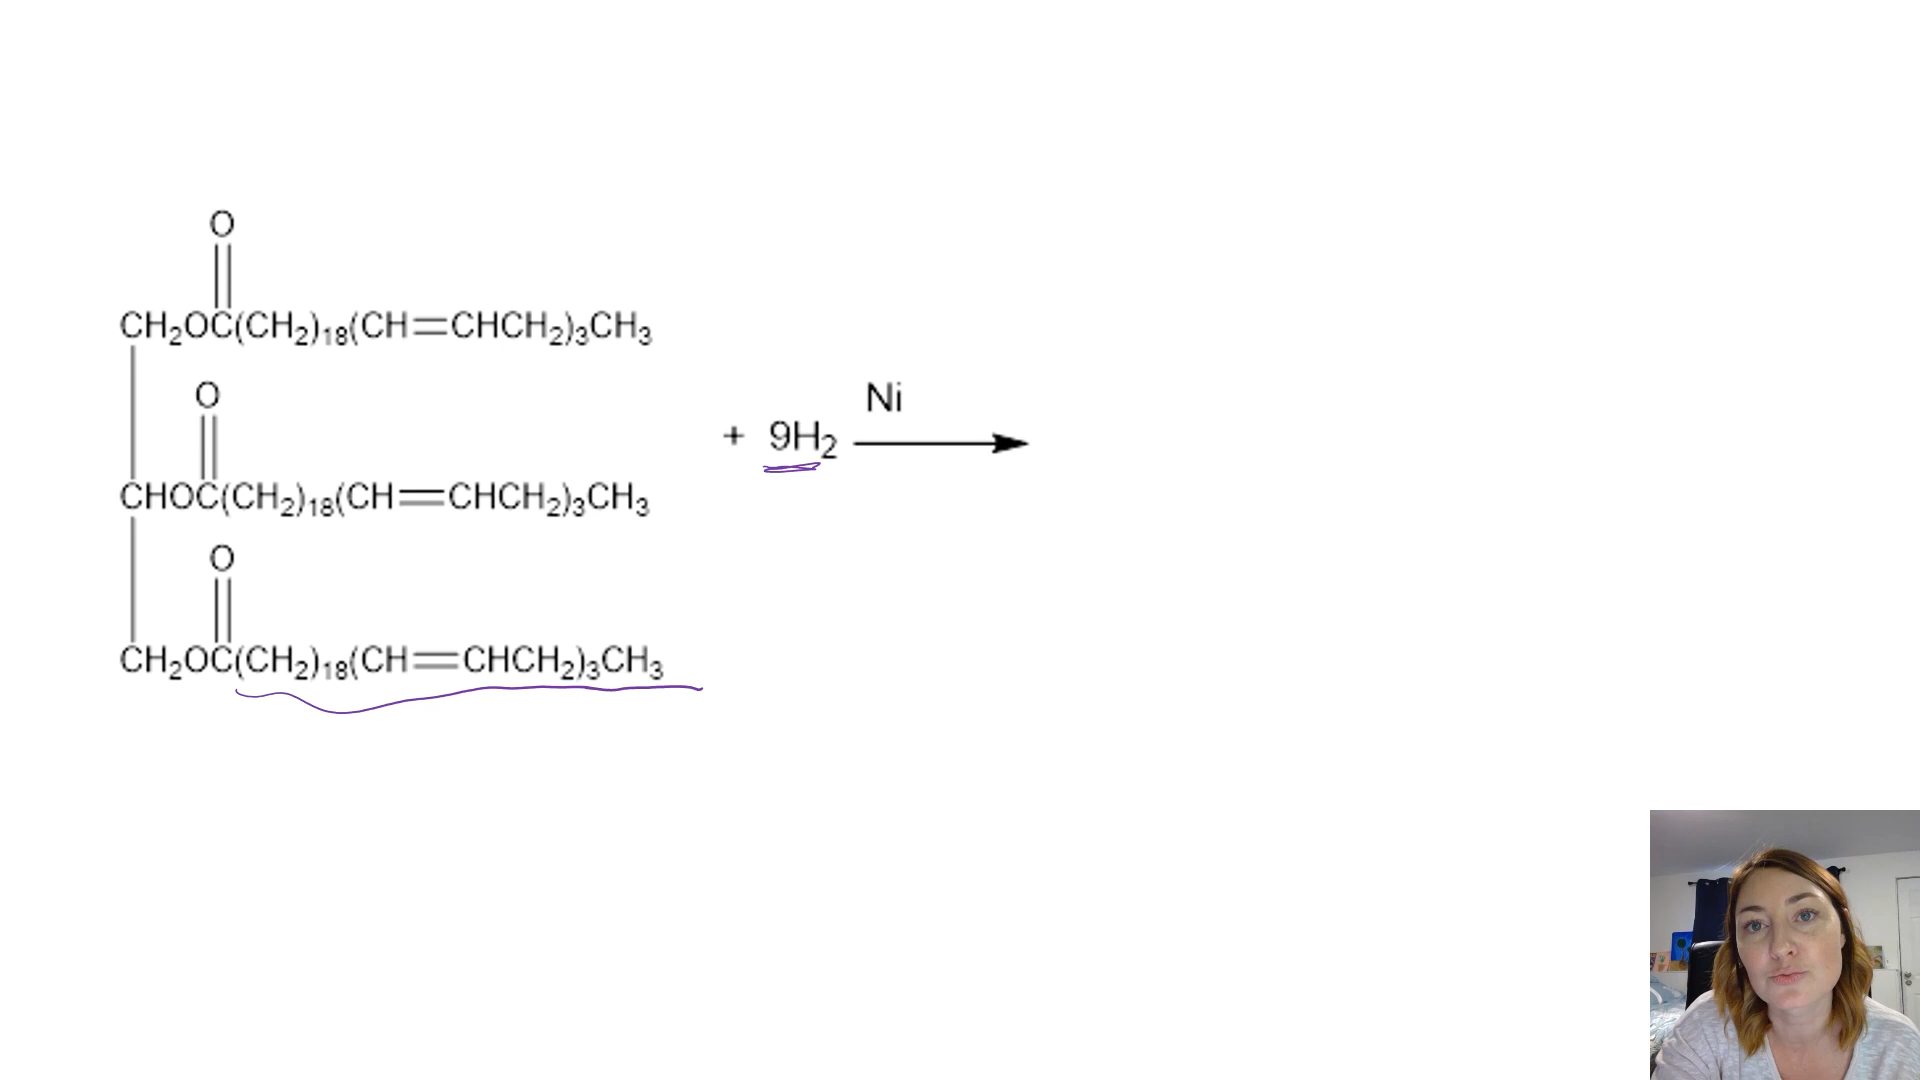 O
CH₂OC(CH₂)₁₈(CH=CHCH₂)₃CH₃
O
Ni
+ 9H₂
CHOC(CH₂)₁₈(CH=CHCH₂)₃CH₃
O
CH₂OC(CH₂)₁₈(CH=CHCH₂)₃CH₃